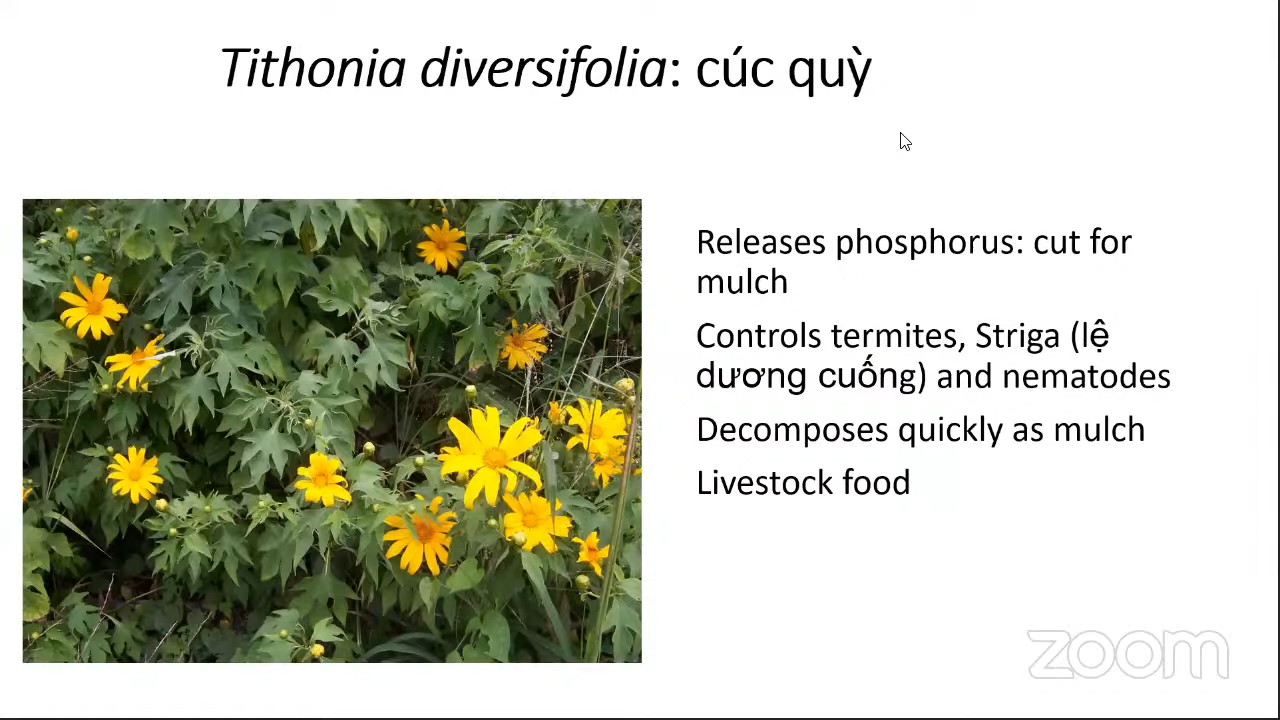 Tithonia diversifolia: cúc quỳ
Releases phosphorus: cut for
mulch
Controls termites, Striga (lệ
dương cuống) and nematodes
Decomposes quickly as mulch
Livestock food
zoom